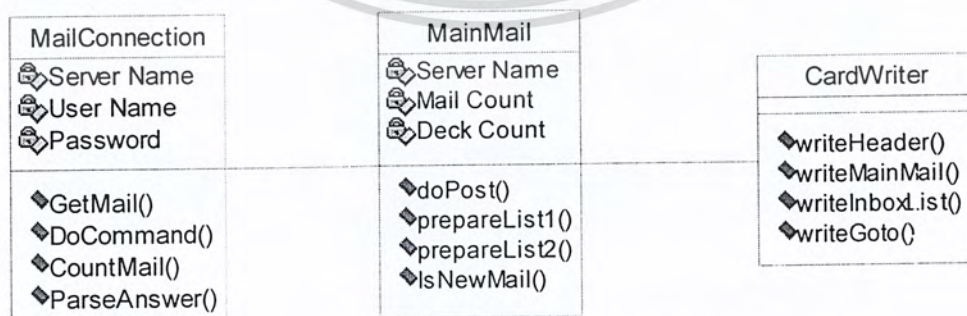 MailConnection
Server Name
User Name
Password
GetMail()
DoCommand()
CountMail()
ParseAnswer()
MainMail
Server Name
Mail Count
Deck Count
doPost()
prepareList1()
prepareList2()
IsNewMail()
CardWriter
writeHeader()
writeMainMail()
writeInboxList()
writeGoto()